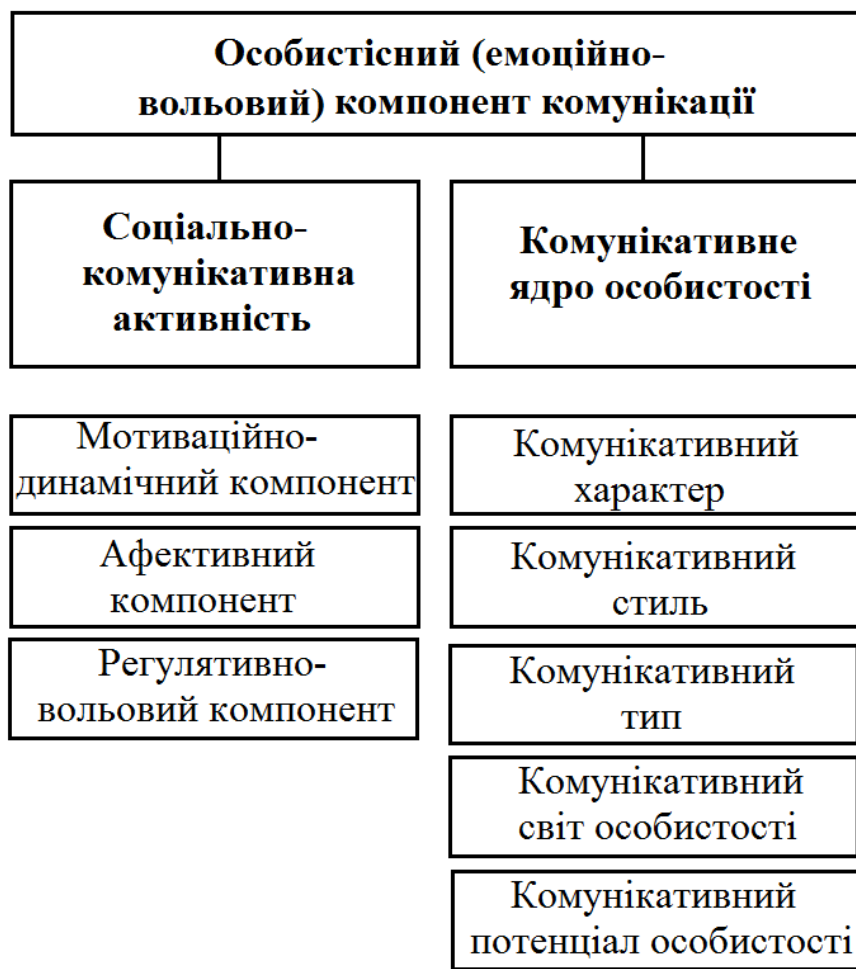 Особистісний (емоційно-
вольовий) компонент комунікації
Соціально-
комунікативна
активність
Мотиваційно-
динамічний компонент
Афективний
компонент
Регулятивно-
вольовий компонент
Комунікативне
ядро особистості
Комунікативний
характер
Комунікативний
стиль
Комунікативний
тип
Комунікативний
світ особистості
Комунікативний
потенціал особистості